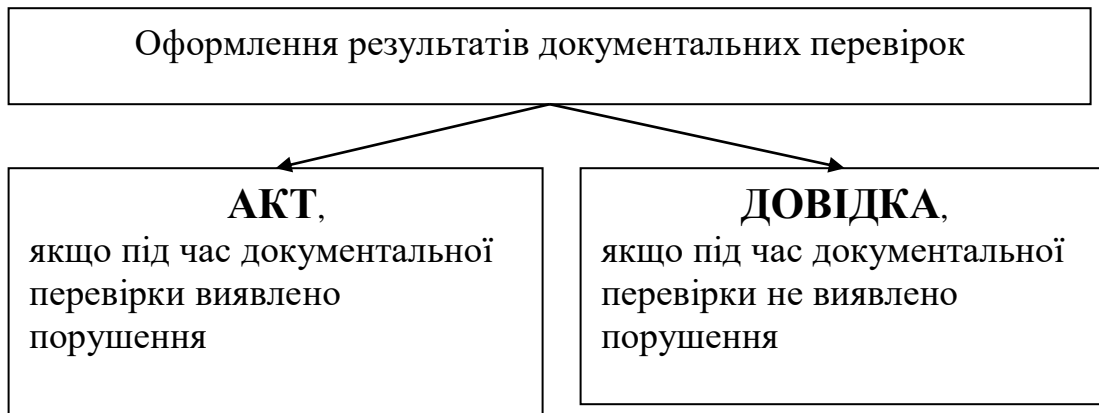 Оформлення результатів документальних перевірок
АКТ,
якщо під час документальної
перевірки виявлено
порушення
ДОВІДКА,
якщо під час документальної
перевірки не виявлено
порушення